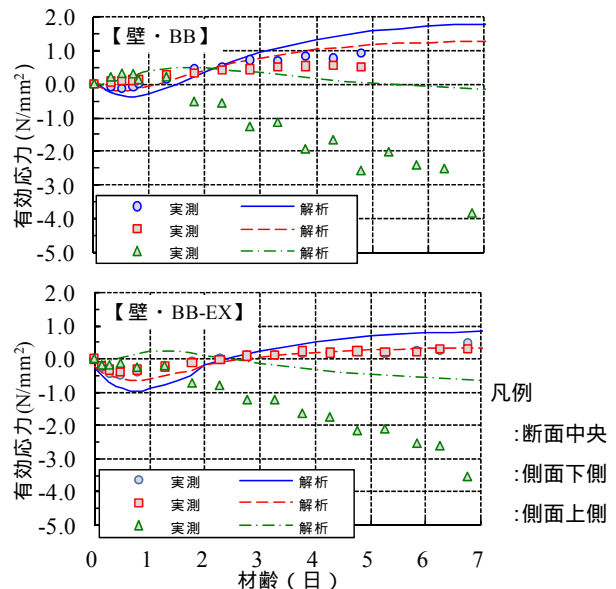 2.0
【壁・BB】
1.0
0.0
-1.0
-2.0
-3.0
-4.0
-5.0
有効応力(N/mm²)
実測 解析
実測 解析
実測 解析
2.0
【壁・BB-EX】
1.0
0.0
-1.0
-2.0
-3.0
-4.0
-5.0
有効応力(N/mm²)
実測 解析
実測 解析
実測 解析
0 1 2 3 4 5 6 7
材齢（日）
凡例
:断面中央
:側面下側
:側面上側